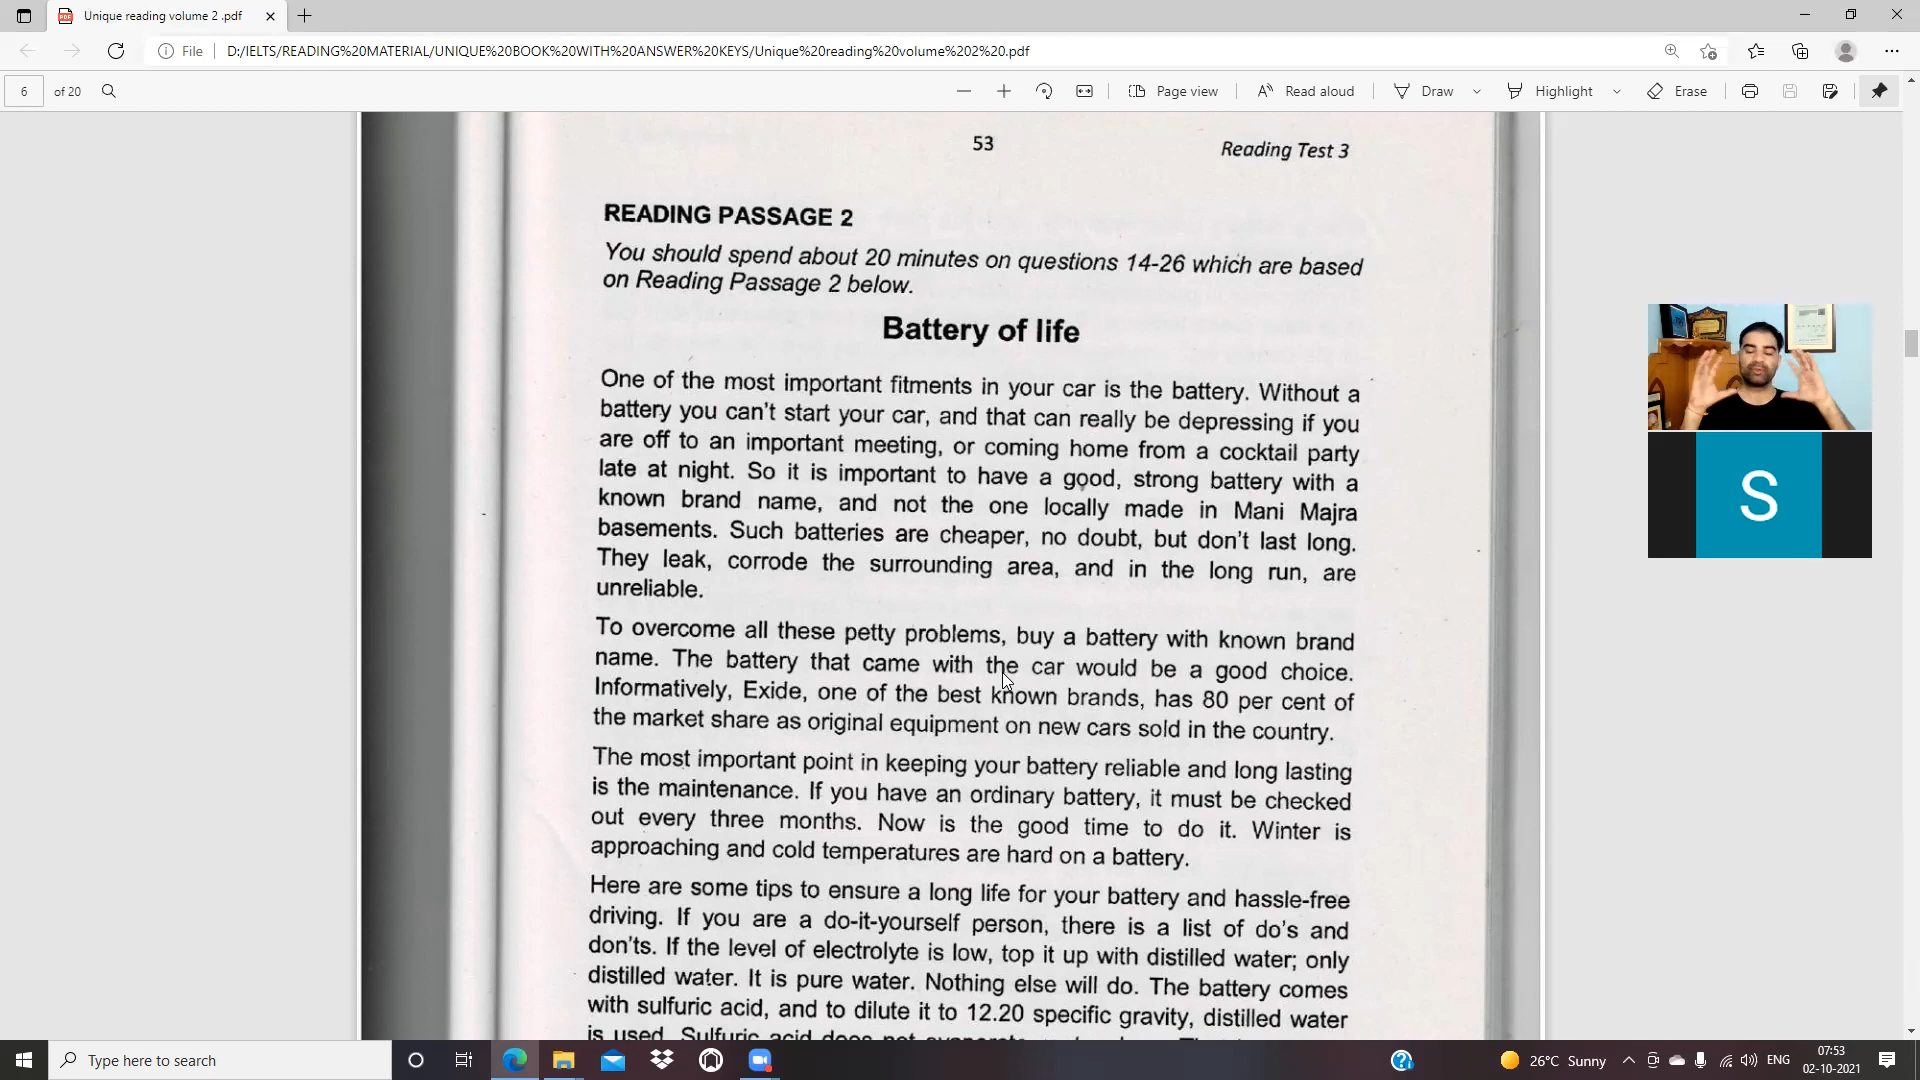 Unique reading volume 2 .pdf
File
D:/IELTS/READING%20MATERIAL/UNIQUE%20BOOK%20WITH%20ANSWER%20KEYS/Unique%20reading%20volume%202%20.pdf
6 of 20
Page view
Read aloud
Draw
Highlight
Erase
53
Reading Test 3
READING PASSAGE 2
You should spend about 20 minutes on questions 14-26 which are based
on Reading Passage 2 below.
Battery of life
One of the most important fitments in your car is the battery. Without a
battery you can't start your car, and that can really be depressing if you
are off to an important meeting, or coming home from a cocktail party
late at night. So it is important to have a good, strong battery with a
known brand name, and not the one locally made in Mani Majra
basements. Such batteries are cheaper, no doubt, but don't last long.
They leak, corrode the surrounding area, and in the long run, are
unreliable.
To overcome all these petty problems, buy a battery with known brand
name. The battery that came with the car would be a good choice.
Informatively, Exide, one of the best known brands, has 80 per cent of
the market share as original equipment on new cars sold in the country.
The most important point in keeping your battery reliable and long lasting
is the maintenance. If you have an ordinary battery, it must be checked
out every three months. Now is the good time to do it. Winter is
approaching and cold temperatures are hard on a battery.
Here are some tips to ensure a long life for your battery and hassle-free
driving. If you are a do-it-yourself person, there is a list of do's and
don'ts. If the level of electrolyte is low, top it up with distilled water; only
distilled water. It is pure water. Nothing else will do. The battery comes
with sulfuric acid, and to dilute it to 12.20 specific gravity, distilled water
is used. Sulfuric acid does not
S
Type here to search
26°C Sunny
ENG
07:53
02-10-2021